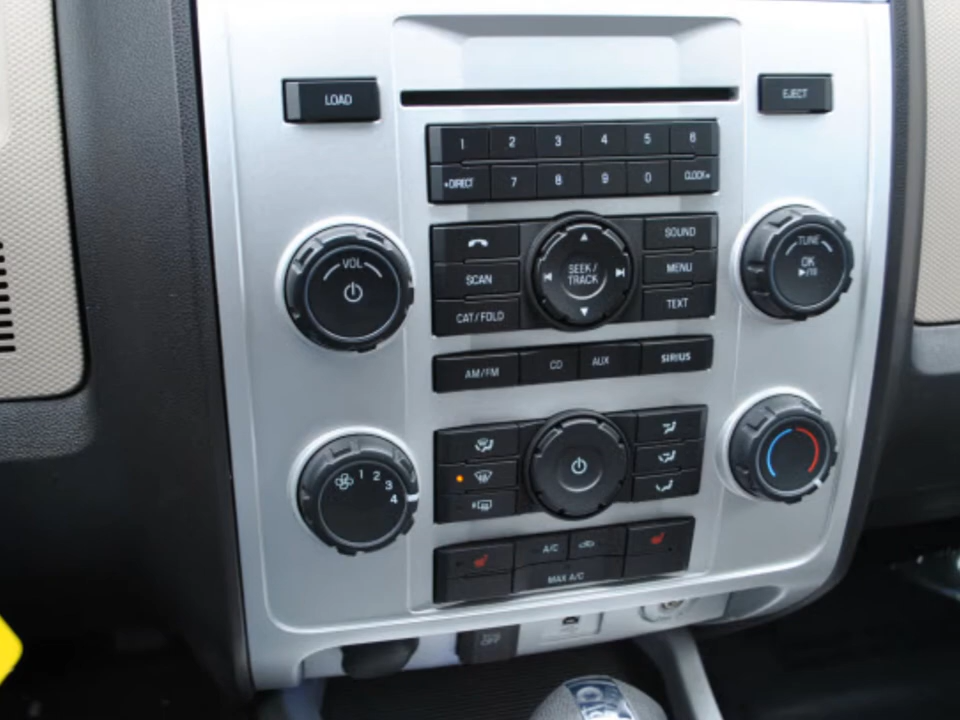 LOAD
EJECT
1 2 3 4 5 6
•DIRECT 7 8 9 0 CLOCK•
VOL
SCAN
CAT/FOLD
SEEK/
TRACK
SOUND
MENU
TEXT
TUNE
OK
AM/FM CD AUX SIRIUS
1 2 3 4
A/C
MAX A/C
OFF